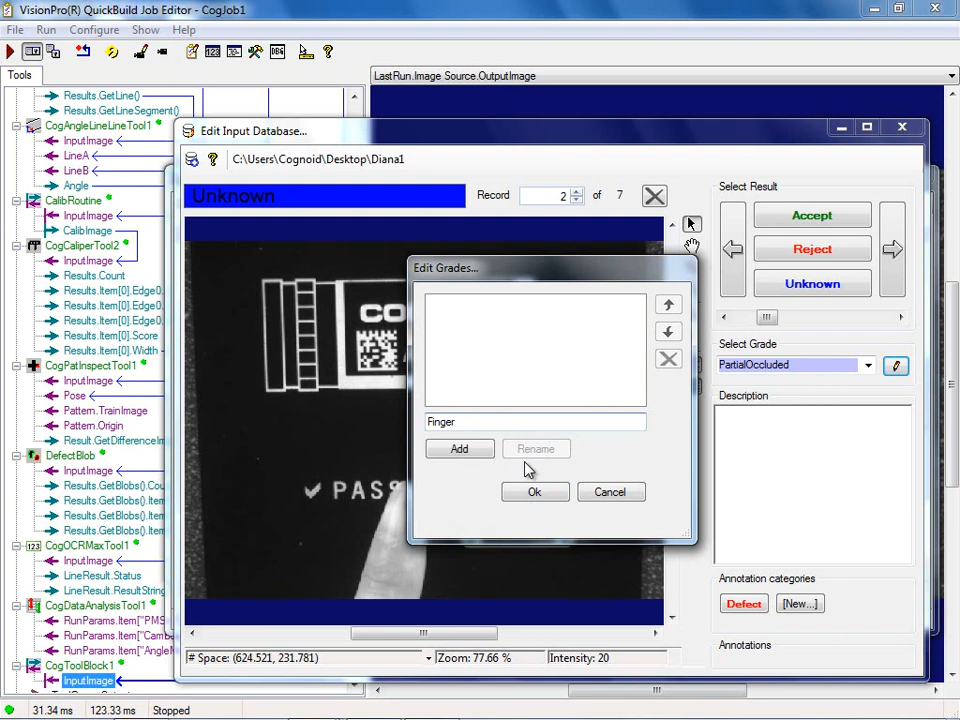 VisionPro(R) QuickBuild Job Editor - CogJob1
File Run Configure Show Help
Tools
LastRun.Image Source.OutputImage
Results.GetLine()
Results.GetLineSegment()
CogAngleLineLineTool1
InputImage
LineA
LineB
Angle
CalibRoutine
InputImage
CalibImage
CogCaliperTool2
InputImage
Results.Count
Results.Item[0].Edge0.
Results.Item[0].Edge0.
Results.Item[0].Edge0.
Results.Item[0].Score
Results.Item[0].Width
CogPatInspectTool1
InputImage
Pose
Pattern.TrainImage
Pattern.Origin
Result.GetDifferenceIm
DefectBlob
InputImage
Results.GetBlobs().Cou
Results.GetBlobs().Item
Results.GetBlobs().Item
Results.GetBlobs().Item
CogOCRMaxTool1
InputImage
LineResult.Status
LineResult.ResultString
CogDataAnalysisTool1
RunParams.Item["PMS
RunParams.Item["Camb
RunParams.Item["AngleM
CogToolBlock1
InputImage
Edit Input Database...
C:\Users\Cognoid\Desktop\Diana1
Unknown
Record 2 of 7
CO
PASS
# Space: (624.521, 231.781)
Zoom: 77.66 %
Intensity: 20
Edit Grades...
Finger
Add
Rename
Ok
Cancel
Select Result
Accept
Reject
Unknown
Select Grade
PartialOccluded
Description
Annotation categories
Defect
[New...]
Annotations
31.34 ms
123.33 ms
Stopped